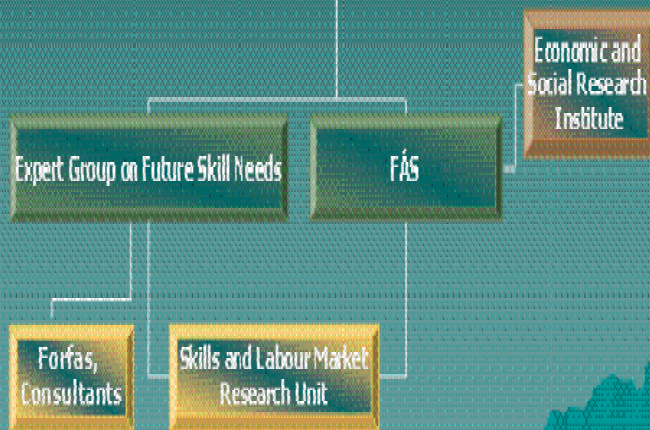 Economic and
Social Research
Institute
Expert Group on Future Skill Needs
FÁS
Forfas,
Consultants
Skills and Labour Market
Research Unit